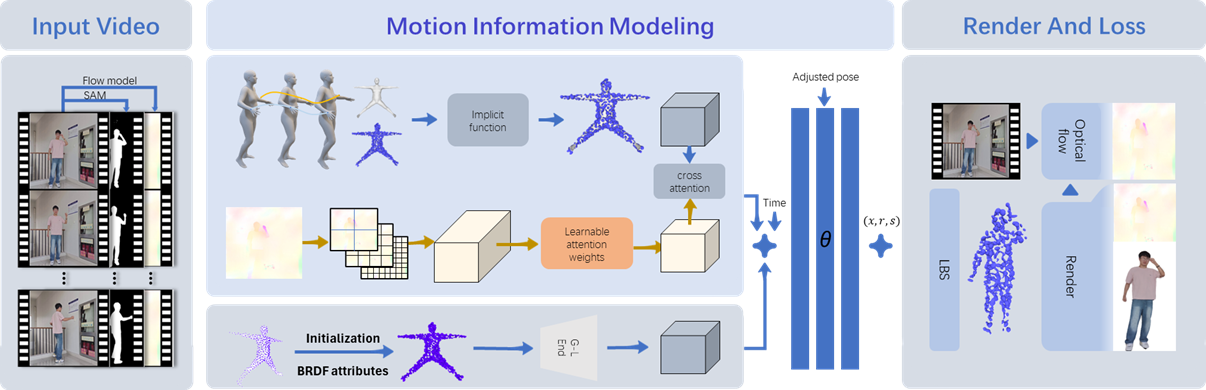 Input Video
Motion Information Modeling
Render And Loss
Flow model
SAM
Implicit
function
cross
attention
Learnable
attention
weights
Initialization
BRDF attributes
G-L
End
Time
Adjusted pose
θ
(x, r, s)
Optical
flow
LBS
Render